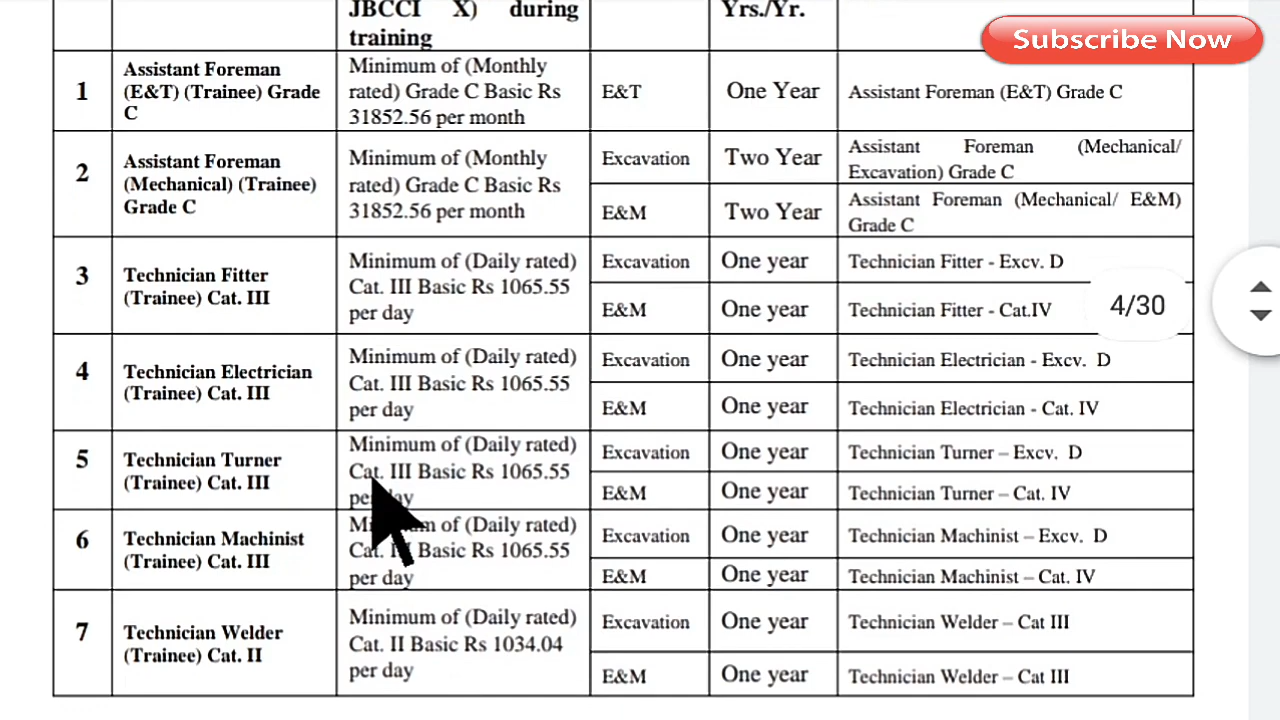 JBCCI X) during
training
Yrs./Yr.
Subscribe Now
1
Assistant Foreman
(E&T) (Trainee) Grade
C
Minimum of (Monthly
rated) Grade C Basic Rs
31852.56 per month
E&T
One Year
Assistant Foreman (E&T) Grade C
2
Assistant Foreman
(Mechanical) (Trainee)
Grade C
Minimum of (Monthly
rated) Grade C Basic Rs
31852.56 per month
Excavation
Two Year
Assistant Foreman (Mechanical/
Excavation) Grade C
E&M
Two Year
Assistant Foreman (Mechanical/ E&M)
Grade C
3
Technician Fitter
(Trainee) Cat. III
Minimum of (Daily rated)
Cat. III Basic Rs 1065.55
per day
Excavation
One year
Technician Fitter - Excv. D
E&M
One year
Technician Fitter - Cat.IV
4/30
4
Technician Electrician
(Trainee) Cat. III
Minimum of (Daily rated)
Cat. III Basic Rs 1065.55
per day
Excavation
One year
Technician Electrician - Excv. D
E&M
One year
Technician Electrician - Cat. IV
5
Technician Turner
(Trainee) Cat. III
Minimum of (Daily rated)
Cat. III Basic Rs 1065.55
per day
Excavation
One year
Technician Turner – Excv. D
E&M
One year
Technician Turner – Cat. IV
6
Technician Machinist
(Trainee) Cat. III
Minimum of (Daily rated)
Cat. III Basic Rs 1065.55
per day
Excavation
One year
Technician Machinist – Excv. D
E&M
One year
Technician Machinist – Cat. IV
7
Technician Welder
(Trainee) Cat. II
Minimum of (Daily rated)
Cat. II Basic Rs 1034.04
per day
Excavation
One year
Technician Welder – Cat III
E&M
One year
Technician Welder – Cat III